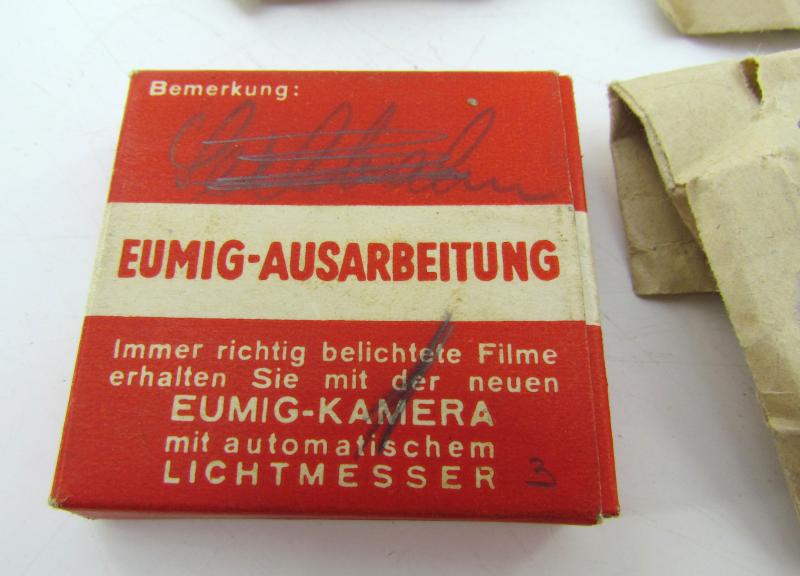 Bemerkung:
EUMIG-AUSARBEITUNG
Immer richtig belichtete Filme
erhalten Sie mit der neuen
EUMIG-KAMERA
mit automatischem
LICHTMESSER 3